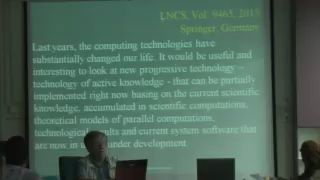 LNCS, Vol. 9465, 2015
Springer, Germany
Last years, the computing technologies have
substantially changed our life. It would be useful and
interesting to look at new progressive technology –
technology of active knowledge - that can be partially
implemented right now basing on the current scientific
knowledge, accumulated in scientific computations,
theoretical models of parallel computations,
technological results and current system software that
are now in under development